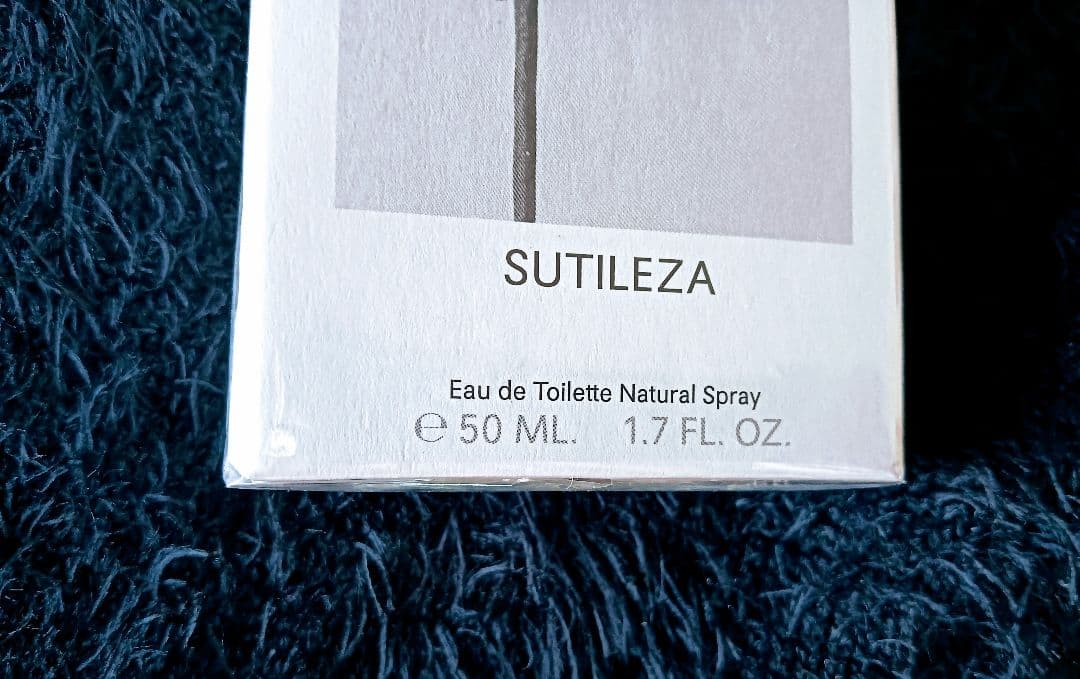 SUTILEZA
Eau de Toilette Natural Spray
℮ 50 ML. 1.7 FL. OZ.